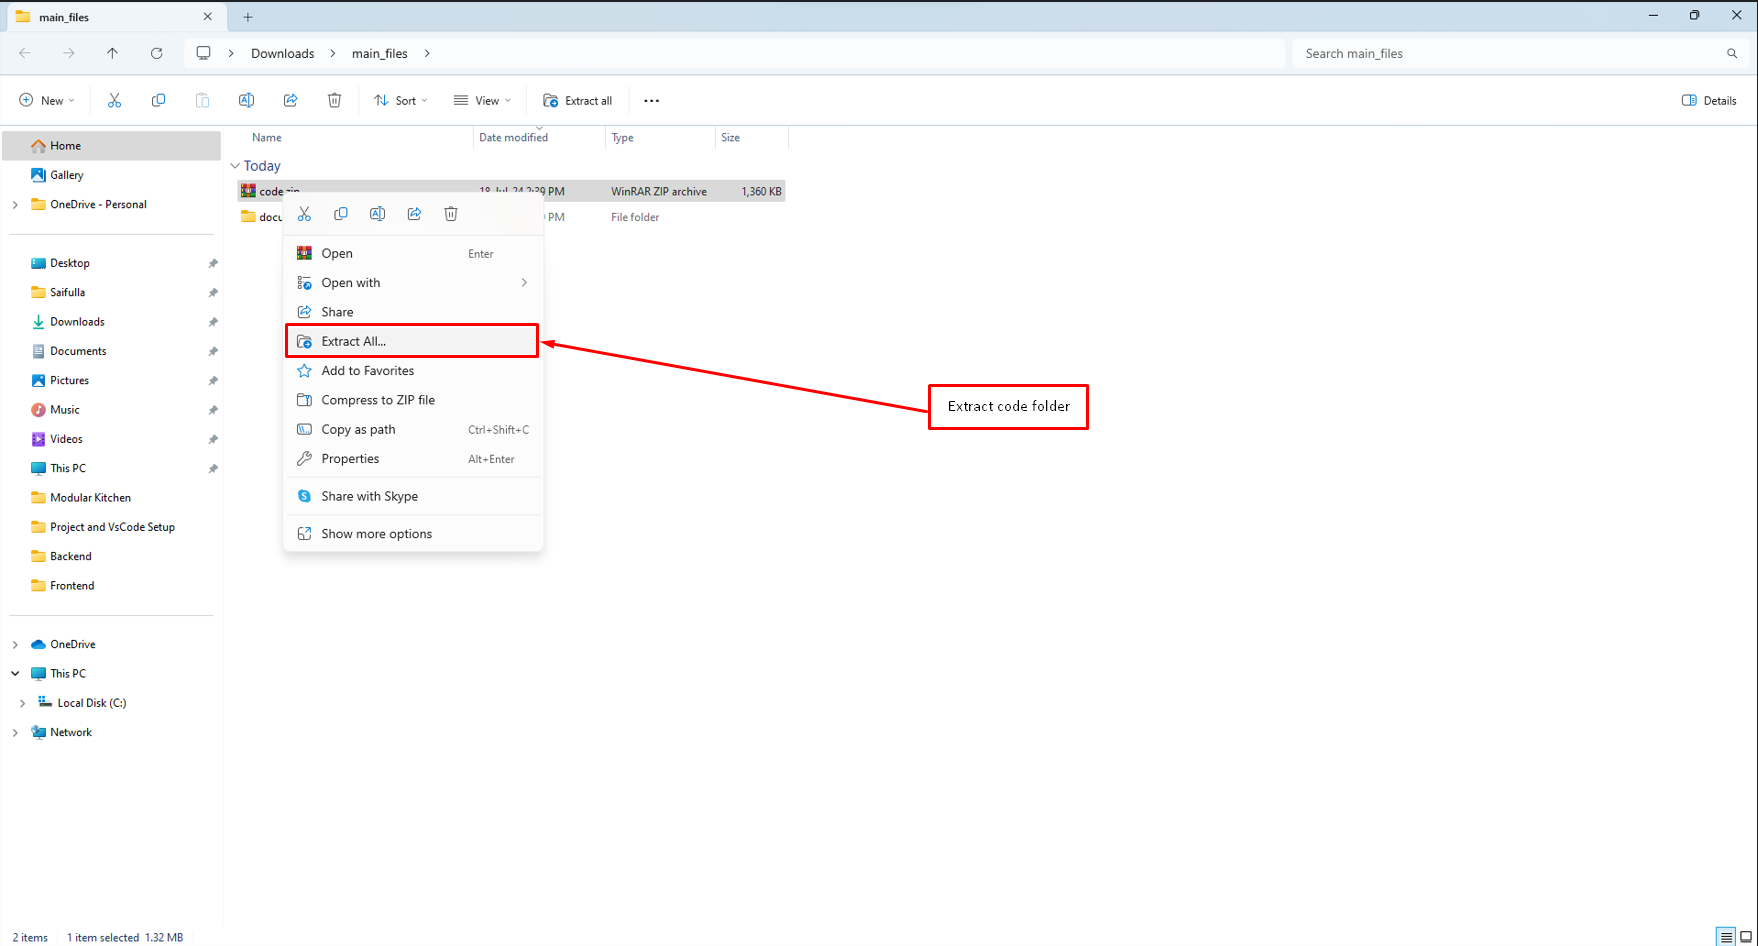 main_files
Downloads
main_files
Search main_files
New
Sort
View
Extract all
Details
Name
Date modified
Type
Size
Home
Gallery
OneDrive - Personal
Desktop
Saifulla
Downloads
Documents
Pictures
Music
Videos
This PC
Modular Kitchen
Project and VsCode Setup
Backend
Frontend
OneDrive
This PC
Local Disk (C:)
Network
Today
code.zip 18-Jul-24 2:39 PM WinRAR ZIP archive 1,360 KB
docu PM File folder
Open Enter
Open with
Share
Extract All...
Add to Favorites
Compress to ZIP file
Copy as path Ctrl+Shift+C
Properties Alt+Enter
Share with Skype
Show more options
Extract code folder
2 items 1 item selected 1.32 MB